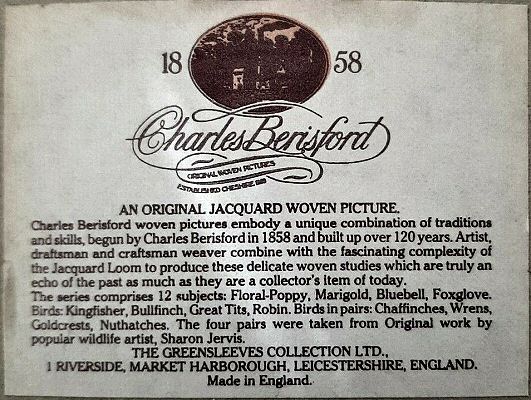 18 58
Charles Berisford
ORIGINAL WOVEN PICTURES
ESTABLISHED CHESHIRE 1858
AN ORIGINAL JACQUARD WOVEN PICTURE.
Charles Berisford woven pictures embody a unique combination of traditions
and skills, begun by Charles Berisford in 1858 and built up over 120 years. Artist,
draftsman and craftsman weaver combine with the fascinating complexity of
the Jacquard Loom to produce these delicate woven studies which are truly an
echo of the past as much as they are a collector's item of today.
The series comprises 12 subjects: Floral-Poppy, Marigold, Bluebell, Foxglove.
Birds: Kingfisher, Bullfinch, Great Tits, Robin. Birds in pairs: Chaffinches, Wrens,
Goldcrests, Nuthatches. The four pairs were taken from Original work by
popular wildlife artist, Sharon Jervis.
THE GREENSLEEVES COLLECTION LTD.,
1 RIVERSIDE, MARKET HARBOROUGH, LEICESTERSHIRE, ENGLAND.
Made in England.